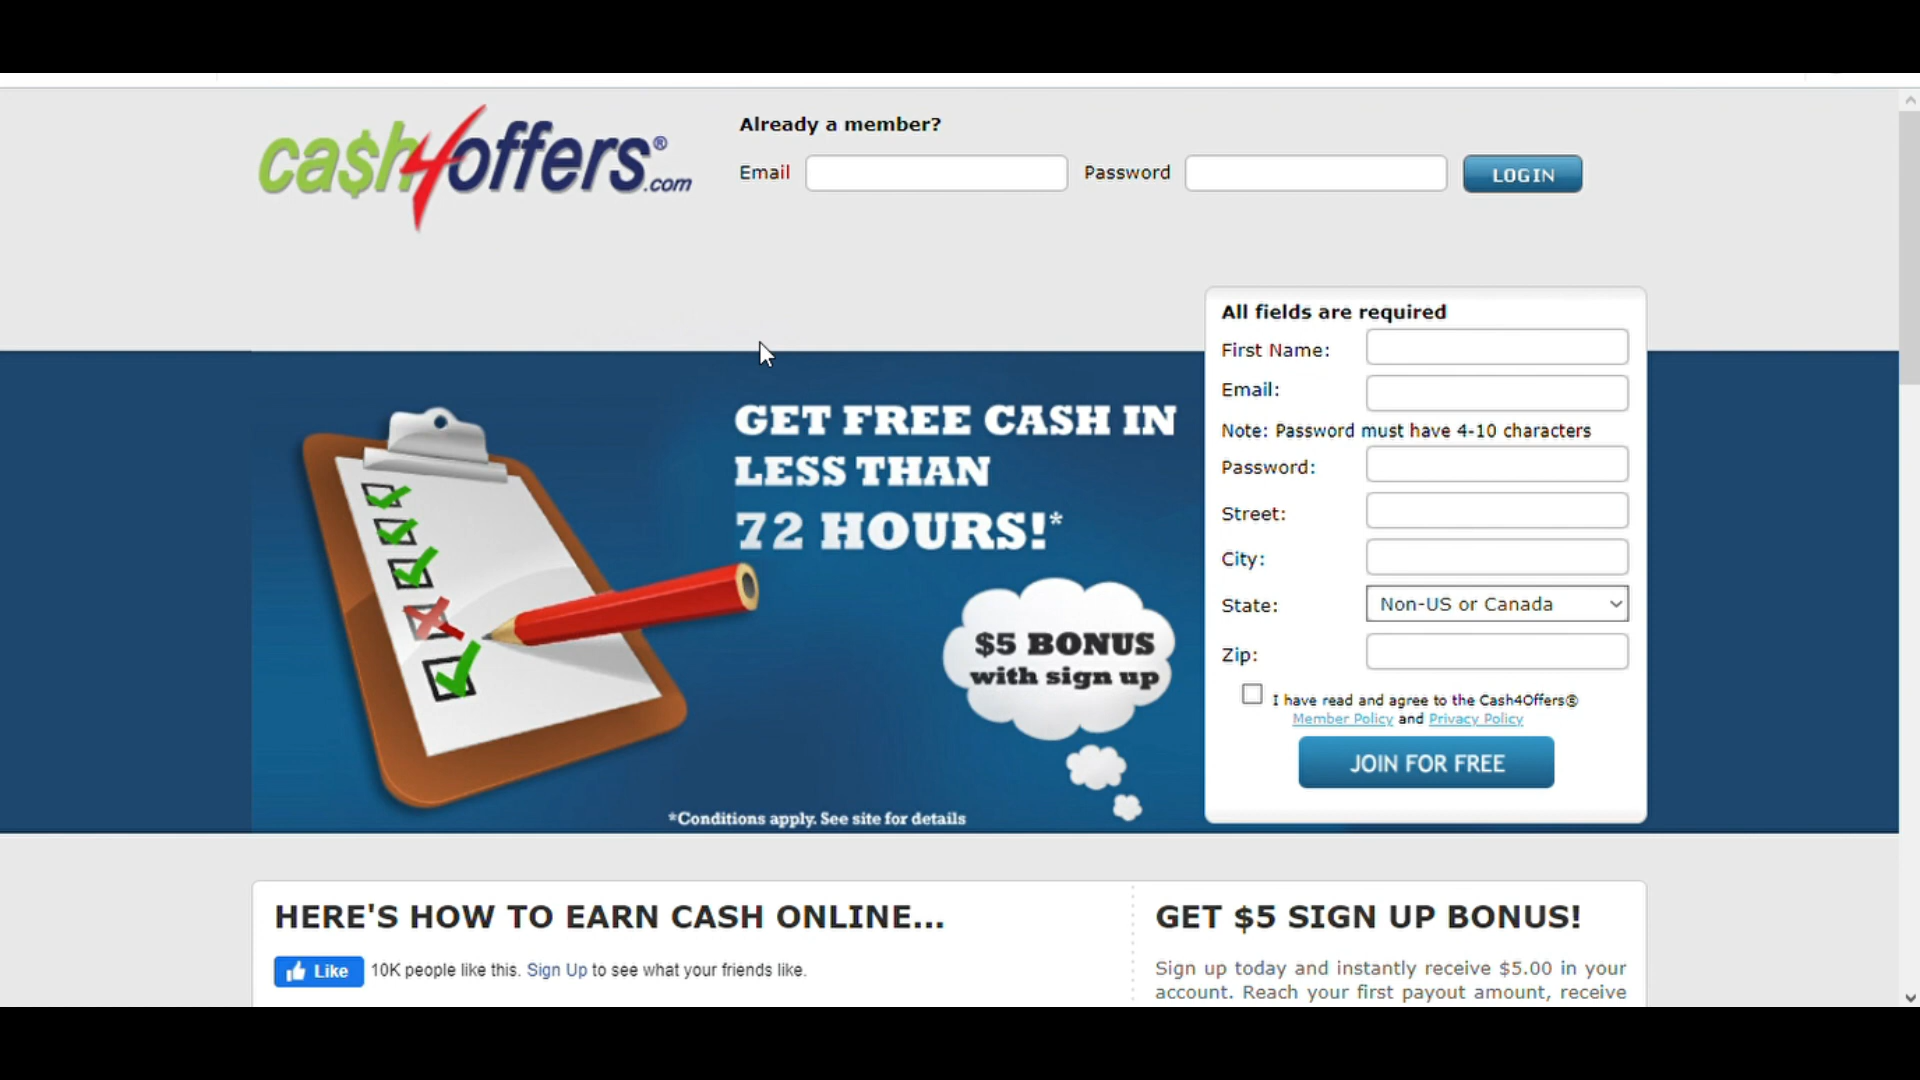 cash4offers®.com
Already a member?
Email
Password
LOGIN
All fields are required
First Name:
Email:
Note: Password must have 4-10 characters
Password:
Street:
City:
State: Non-US or Canada
Zip:
I have read and agree to the Cash4Offers®
Member Policy and Privacy Policy
JOIN FOR FREE
GET FREE CASH IN
LESS THAN
72 HOURS!*
$5 BONUS
with sign up
*Conditions apply. See site for details
HERE'S HOW TO EARN CASH ONLINE...
Like 10K people like this. Sign Up to see what your friends like.
GET $5 SIGN UP BONUS!
Sign up today and instantly receive $5.00 in your
account. Reach your first payout amount, receive